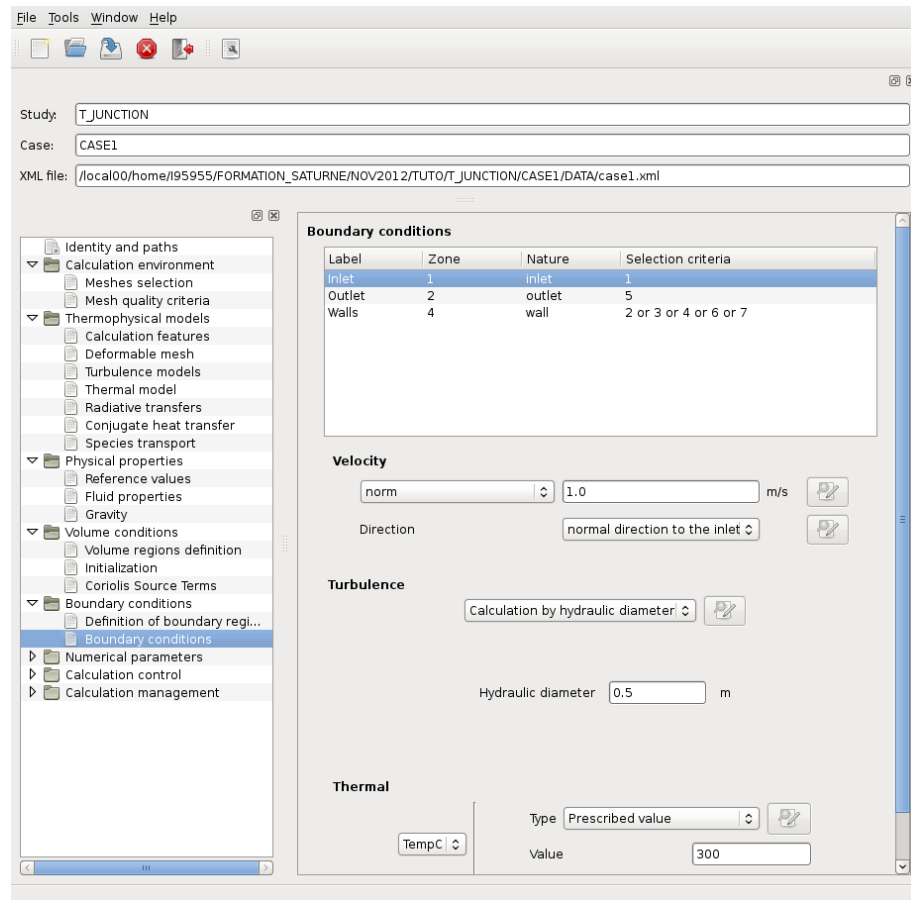 File Tools Window Help
Study: T_JUNCTION
Case: CASE1
XML file: /local00/home/I95955/FORMATION_SATURNE/NOV2012/TUTO/T_JUNCTION/CASE1/DATA/case1.xml
Identity and paths
Calculation environment
Meshes selection
Mesh quality criteria
Thermophysical models
Calculation features
Deformable mesh
Turbulence models
Thermal model
Radiative transfers
Conjugate heat transfer
Species transport
Physical properties
Reference values
Fluid properties
Gravity
Volume conditions
Volume regions definition
Initialization
Coriolis Source Terms
Boundary conditions
Definition of boundary regi...
Boundary conditions
Numerical parameters
Calculation control
Calculation management
Boundary conditions
Label Zone Nature Selection criteria
Inlet 1 inlet 1
Outlet 2 outlet 5
Walls 4 wall 2 or 3 or 4 or 6 or 7
Velocity
norm 1.0 m/s
Direction normal direction to the inlet
Turbulence
Calculation by hydraulic diameter
Hydraulic diameter 0.5 m
Thermal
Type Prescribed value
TempC
Value 300